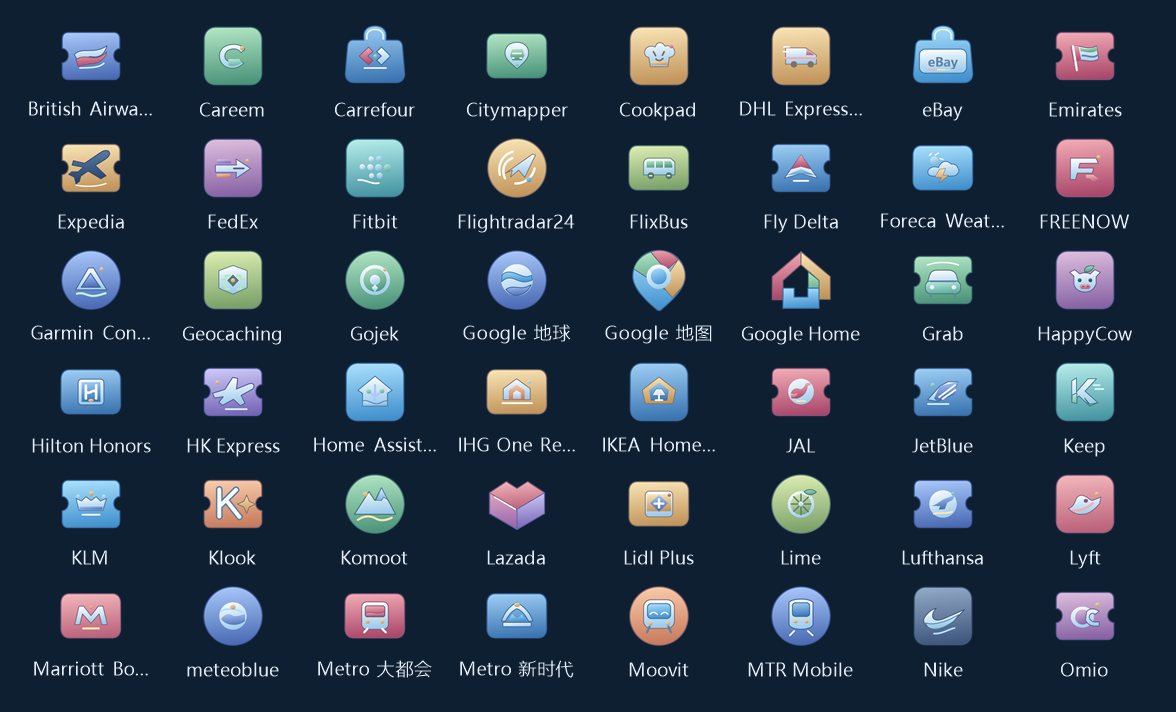 British Airwa... Careem Carrefour Citymapper Cookpad DHL Express... eBay eBay Emirates
Expedia FedEx Fitbit Flightradar24 FlixBus Fly Delta Foreca Weat... FREENOW
Garmin Con... Geocaching Gojek Google 地球 Google 地图 Google Home Grab HappyCow
H
Hilton Honors HK Express Home Assist... IHG One Re... IKEA Home... JAL JetBlue Keep
K
KLM Klook Komoot Lazada Lidl Plus Lime Lufthansa Lyft
M
Marriott Bo... meteoblue Metro 大都会 Metro 新时代 Moovit MTR Mobile Nike Omio